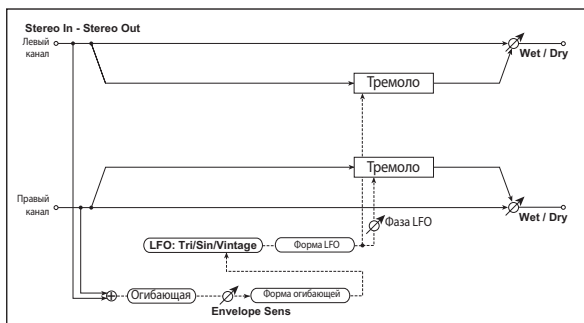 Stereo In - Stereo Out
Левый
канал
Wet / Dry
Тремоло
Тремоло
Правый
канал
Wet / Dry
Фаза LFO
LFO: Tri/Sin/Vintage
Форма LFO
Огибающая
Форма огибающей
Envelope Sens